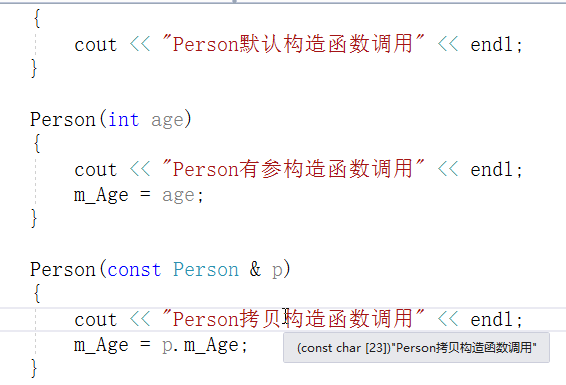 {
cout << "Person默认构造函数调用" << endl;
}
Person(int age)
{
cout << "Person有参构造函数调用" << endl;
m_Age = age;
}
Person(const Person & p)
{
cout << "Person拷贝构造函数调用" << endl;
m_Age = p.m_Age;
(const char [23])"Person拷贝构造函数调用"
}